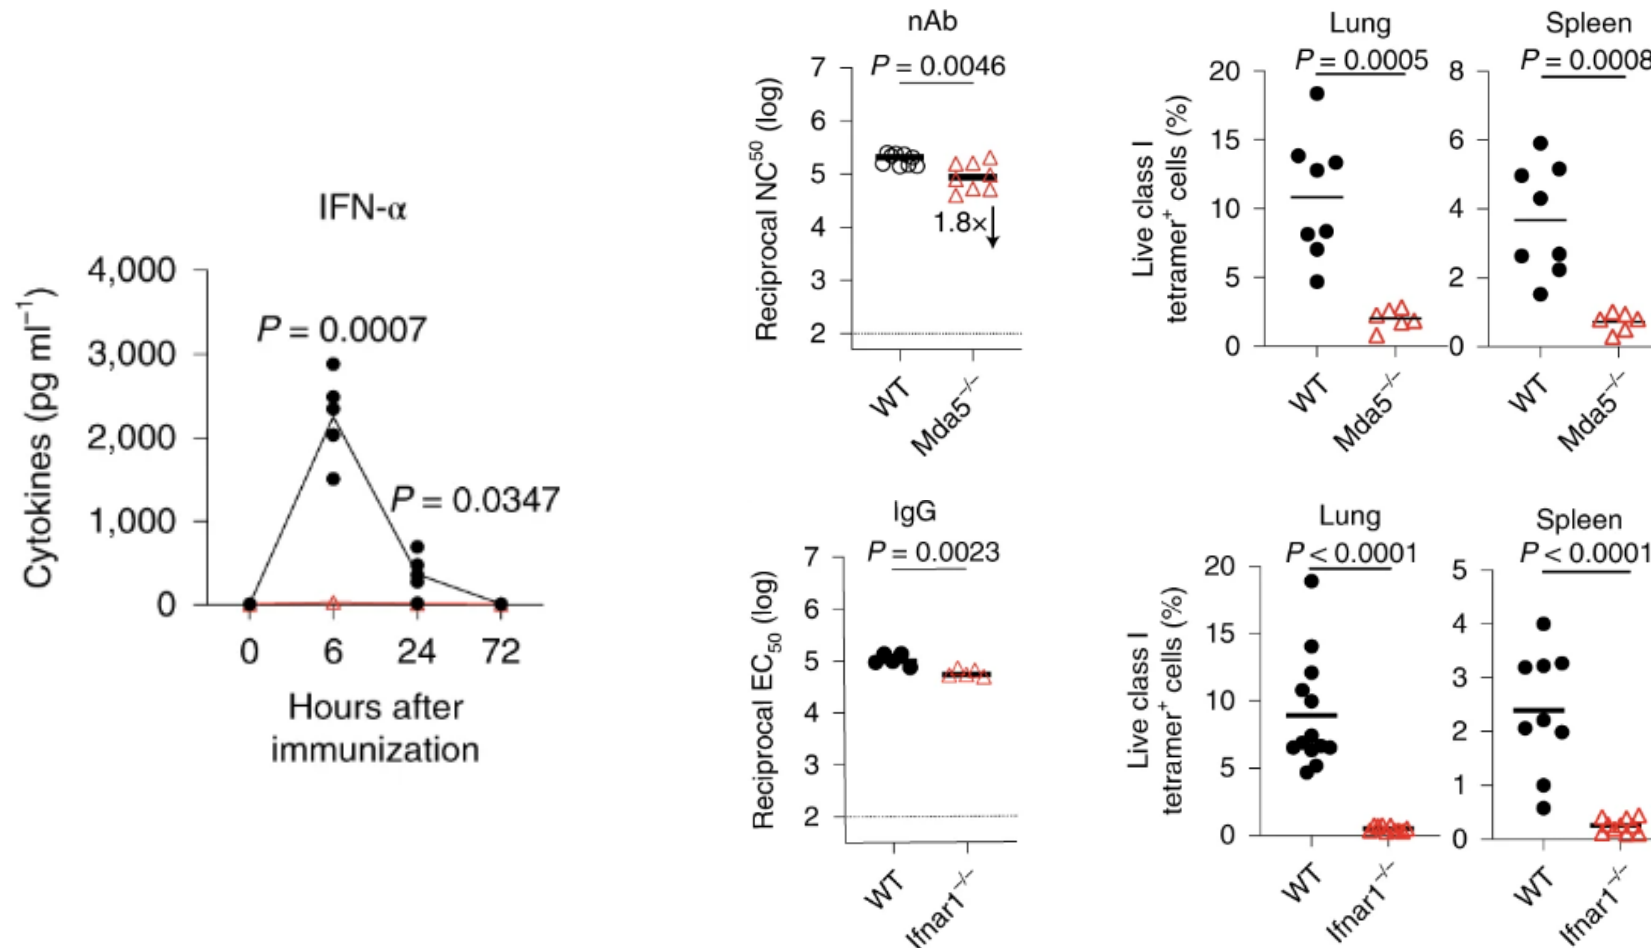 IFN-α
Cytokines (pg ml⁻¹)
4,000
3,000
2,000
1,000
0
P = 0.0007
P = 0.0347
0 6 24 72
Hours after
immunization
nAb
P = 0.0046
Reciprocal NC⁵⁰ (log)
7
6
5
4
3
2
1.8×
WT
Mda5⁻/⁻
Lung
P = 0.0005
Live class I
tetramer⁺ cells (%)
20
15
10
5
0
WT
Mda5⁻/⁻
Spleen
P = 0.0008
8
6
4
2
0
WT
Mda5⁻/⁻
IgG
P = 0.0023
Reciprocal EC₅₀ (log)
7
6
5
4
3
2
WT
Ifnar1⁻/⁻
Lung
P < 0.0001
Live class I
tetramer⁺ cells (%)
20
15
10
5
0
WT
Ifnar1⁻/⁻
Spleen
P < 0.0001
5
4
3
2
1
0
WT
Ifnar1⁻/⁻